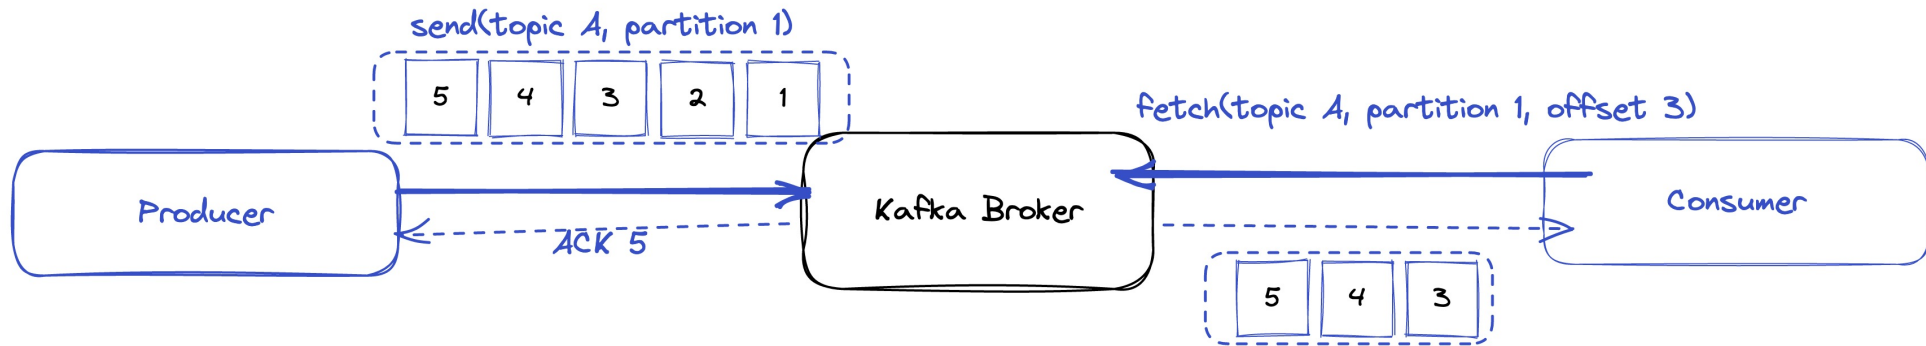 send(topic A, partition 1)
5 4 3 2 1
fetch(topic A, partition 1, offset 3)
Producer
Kafka Broker
Consumer
ACK 5
5 4 3